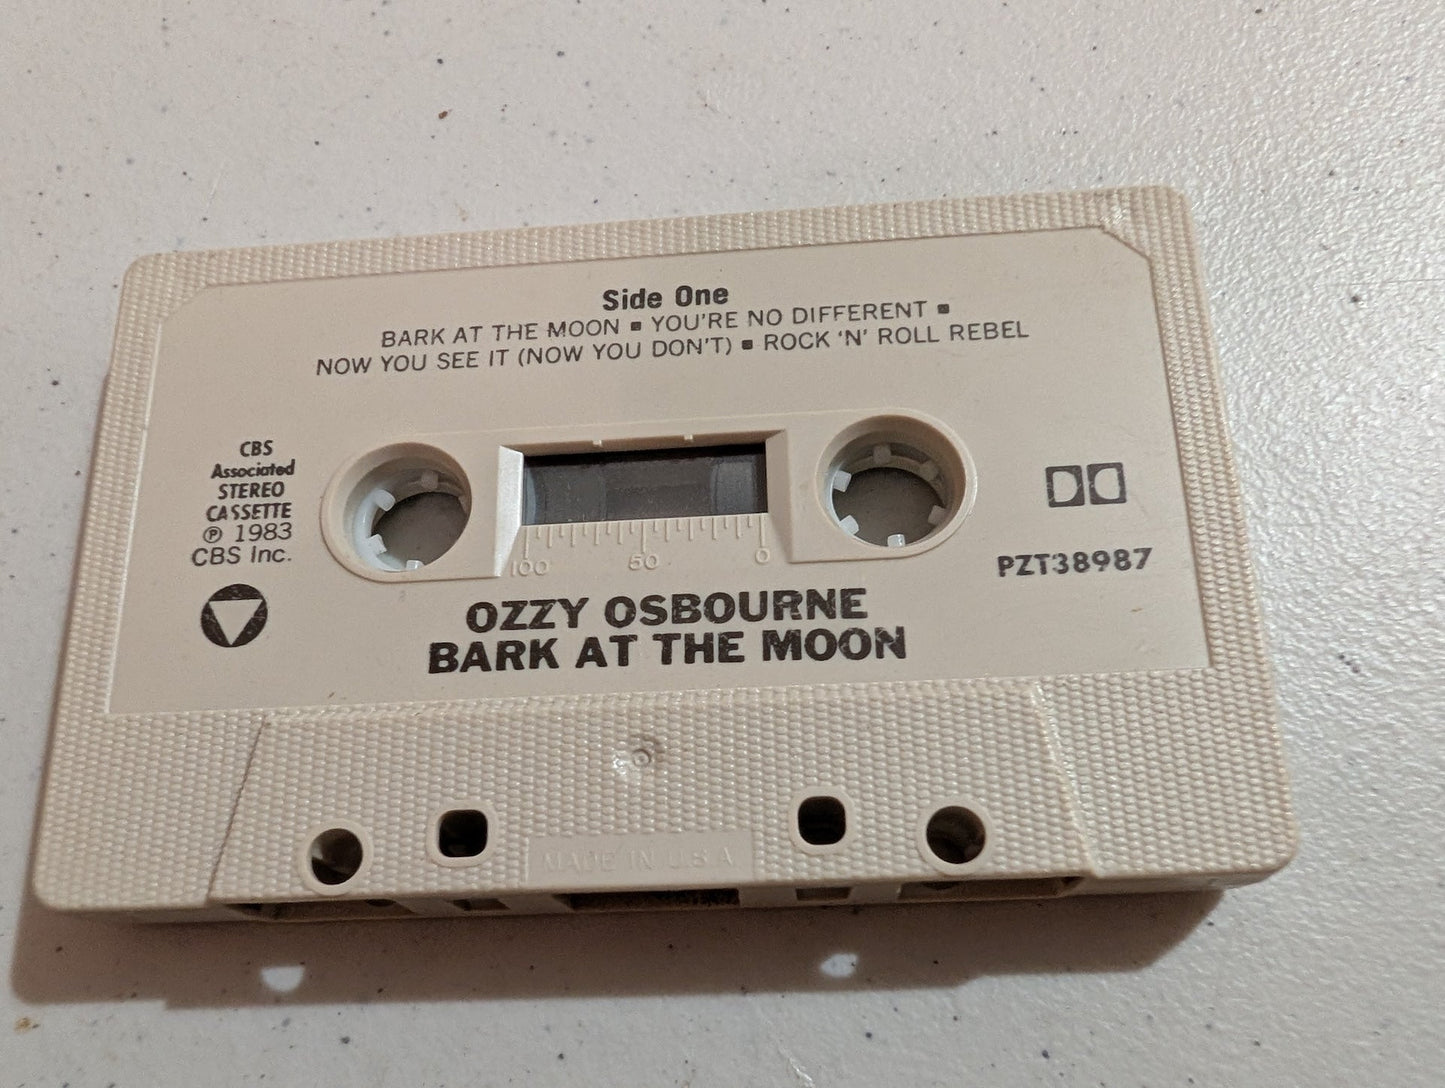 Side One
BARK AT THE MOON ▪ YOU'RE NO DIFFERENT ▪
NOW YOU SEE IT (NOW YOU DON'T) ▪ ROCK 'N' ROLL REBEL
CBS
Associated
STEREO
CASSETTE
℗ 1983
CBS Inc.
100 50 0
PZT38987
OZZY OSBOURNE
BARK AT THE MOON
MADE IN U.S.A